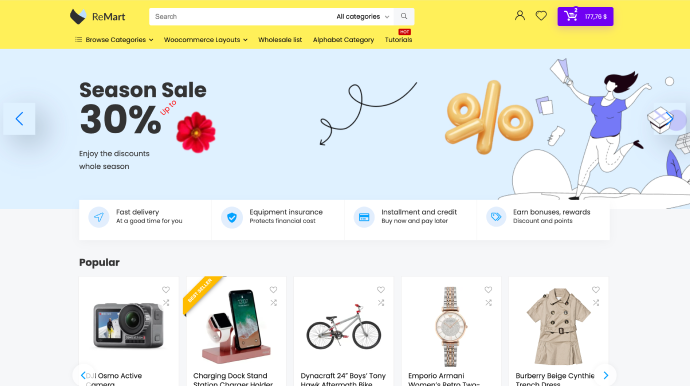 ReMart
Search
All categories
2
177,76 $
Browse Categories
Woocommerce Layouts
Wholesale list
Alphabet Category
Tutorials
HOT
Season Sale
30%
Up to
Enjoy the discounts
whole season
Fast delivery
At a good time for you
Equipment insurance
Protects financial cost
Installment and credit
Buy now and pay later
Earn bonuses, rewards
Discount and points
Popular
BEST SELLER
Osmo Active
Camera
Charging Dock Stand
Station Charger Holder
Dynacraft 24" Boys' Tony
Hawk Aftermath Bike
Emporio Armani
Women's Retro Two-
Burberry Beige Cynthie
Trench Dress